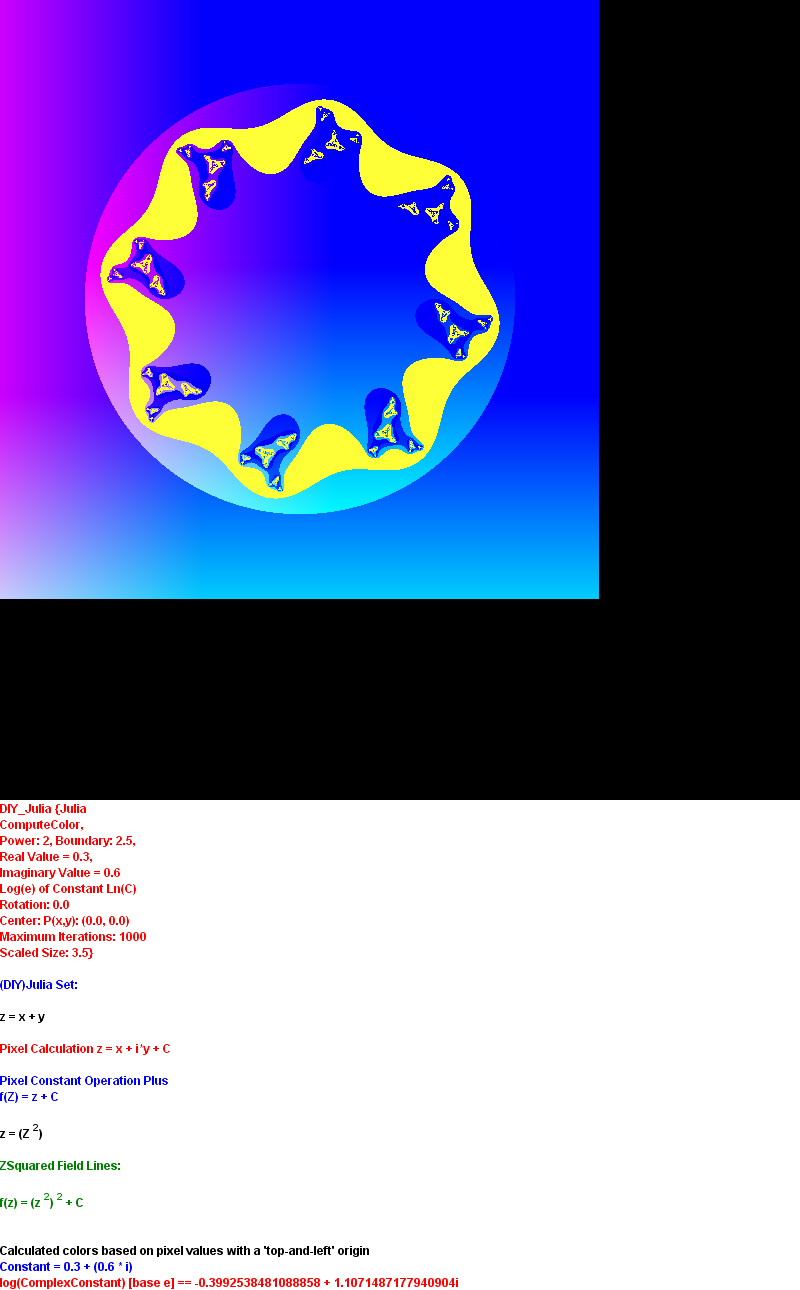 DIY_Julia {Julia
ComputeColor,
Power: 2, Boundary: 2.5,
Real Value = 0.3,
Imaginary Value = 0.6
Log(e) of Constant Ln(C)
Rotation: 0.0
Center: P(x,y): (0.0, 0.0)
Maximum Iterations: 1000
Scaled Size: 3.5}
(DIY)Julia Set:
z = x + y
Pixel Calculation z = x + i*y + C
Pixel Constant Operation Plus
f(Z) = z + C
z = (Z ²)
ZSquared Field Lines:
f(z) = (z ²) ² + C
Calculated colors based on pixel values with a 'top-and-left' origin
Constant = 0.3 + (0.6 * i)
log(ComplexConstant) [base e] == -0.3992538481088858 + 1.1071487177940904i